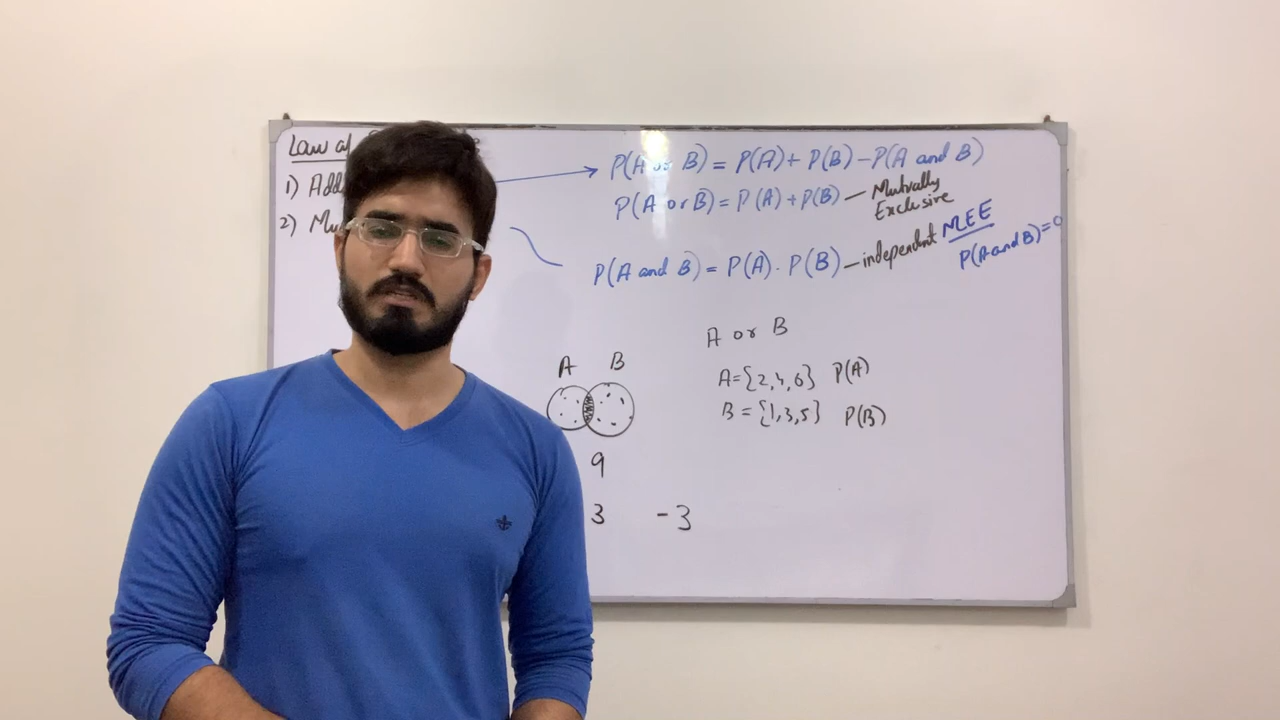 Law of
1) Add
2) Mu
P(A or B) = P(A) + P(B) - P(A and B)
P(A or B) = P(A) + P(B) — Mutually Exclusive
MEE
P(A and B) = 0
P(A and B) = P(A) . P(B) — independent
A or B
A B
A = {2,4,6} P(A)
B = {1,3,5} P(B)
9
3 -3